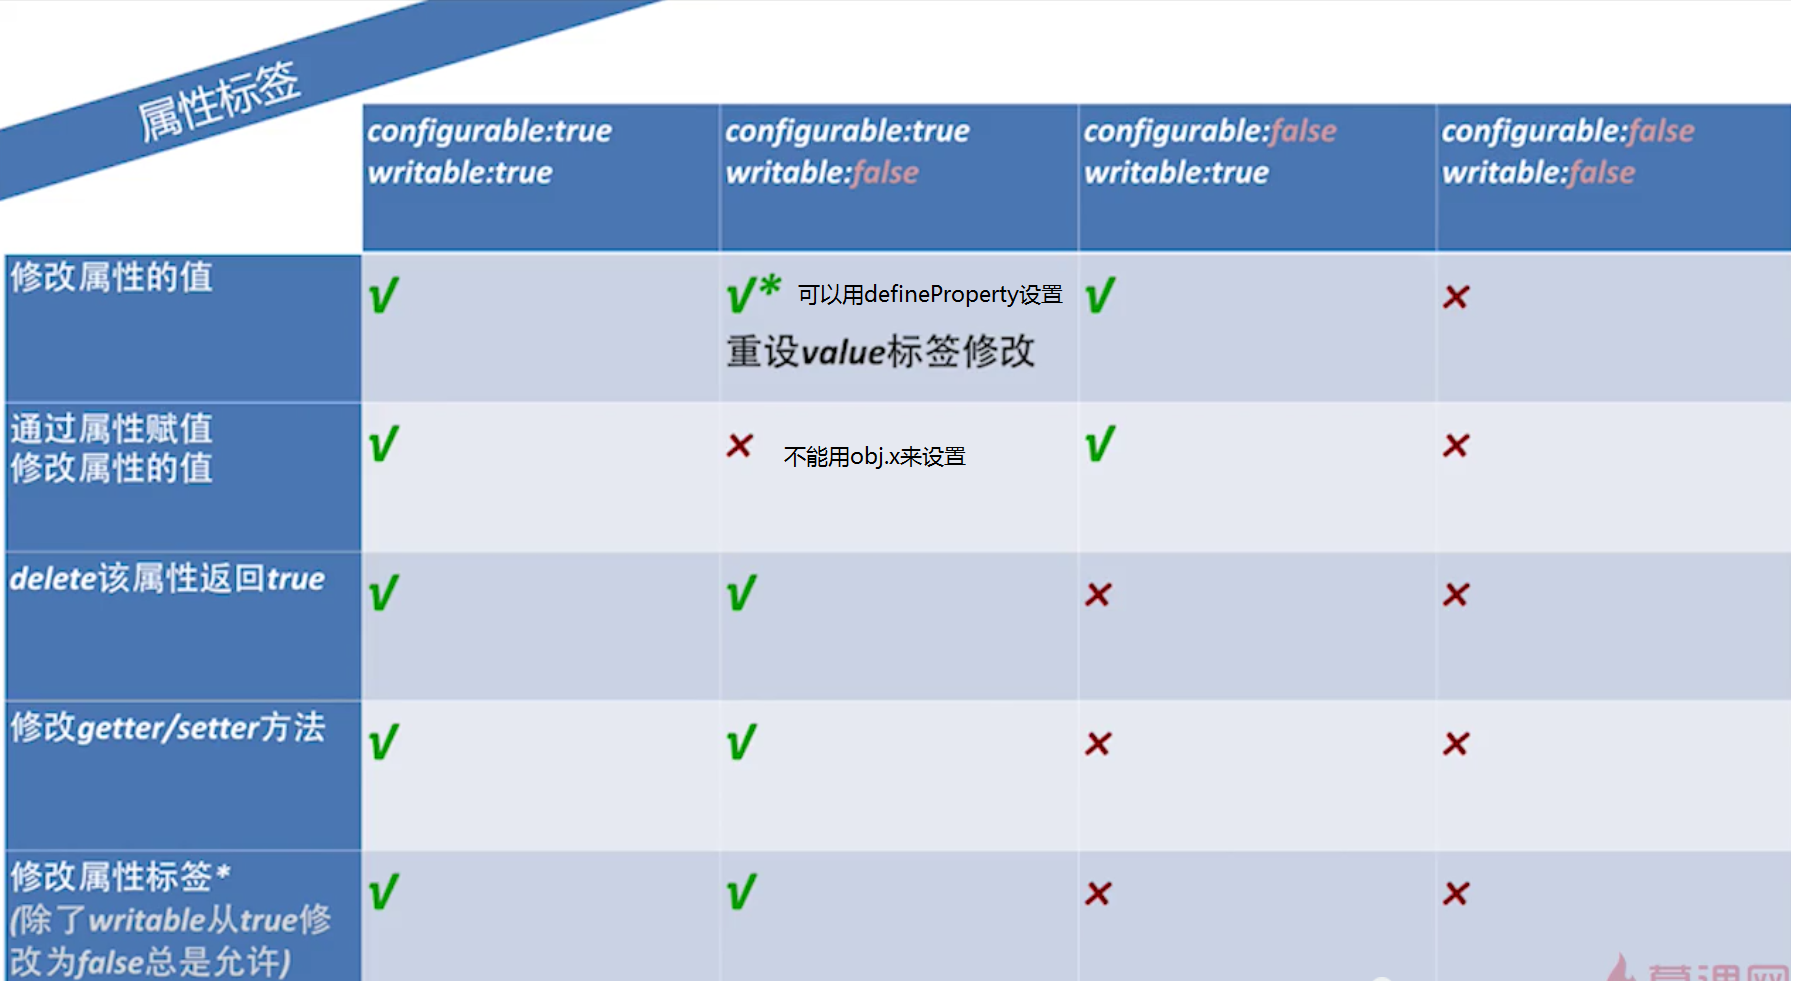 属性标签
configurable:true
writable:true
configurable:true
writable:false
configurable:false
writable:true
configurable:false
writable:false
修改属性的值
√
√* 可以用defineProperty设置
重设value标签修改
√
×
通过属性赋值
修改属性的值
√
× 不能用obj.x来设置
√
×
delete该属性返回true
√
√
×
×
修改getter/setter方法
√
√
×
×
修改属性标签*
(除了writable从true修
改为false总是允许)
√
√
×
×